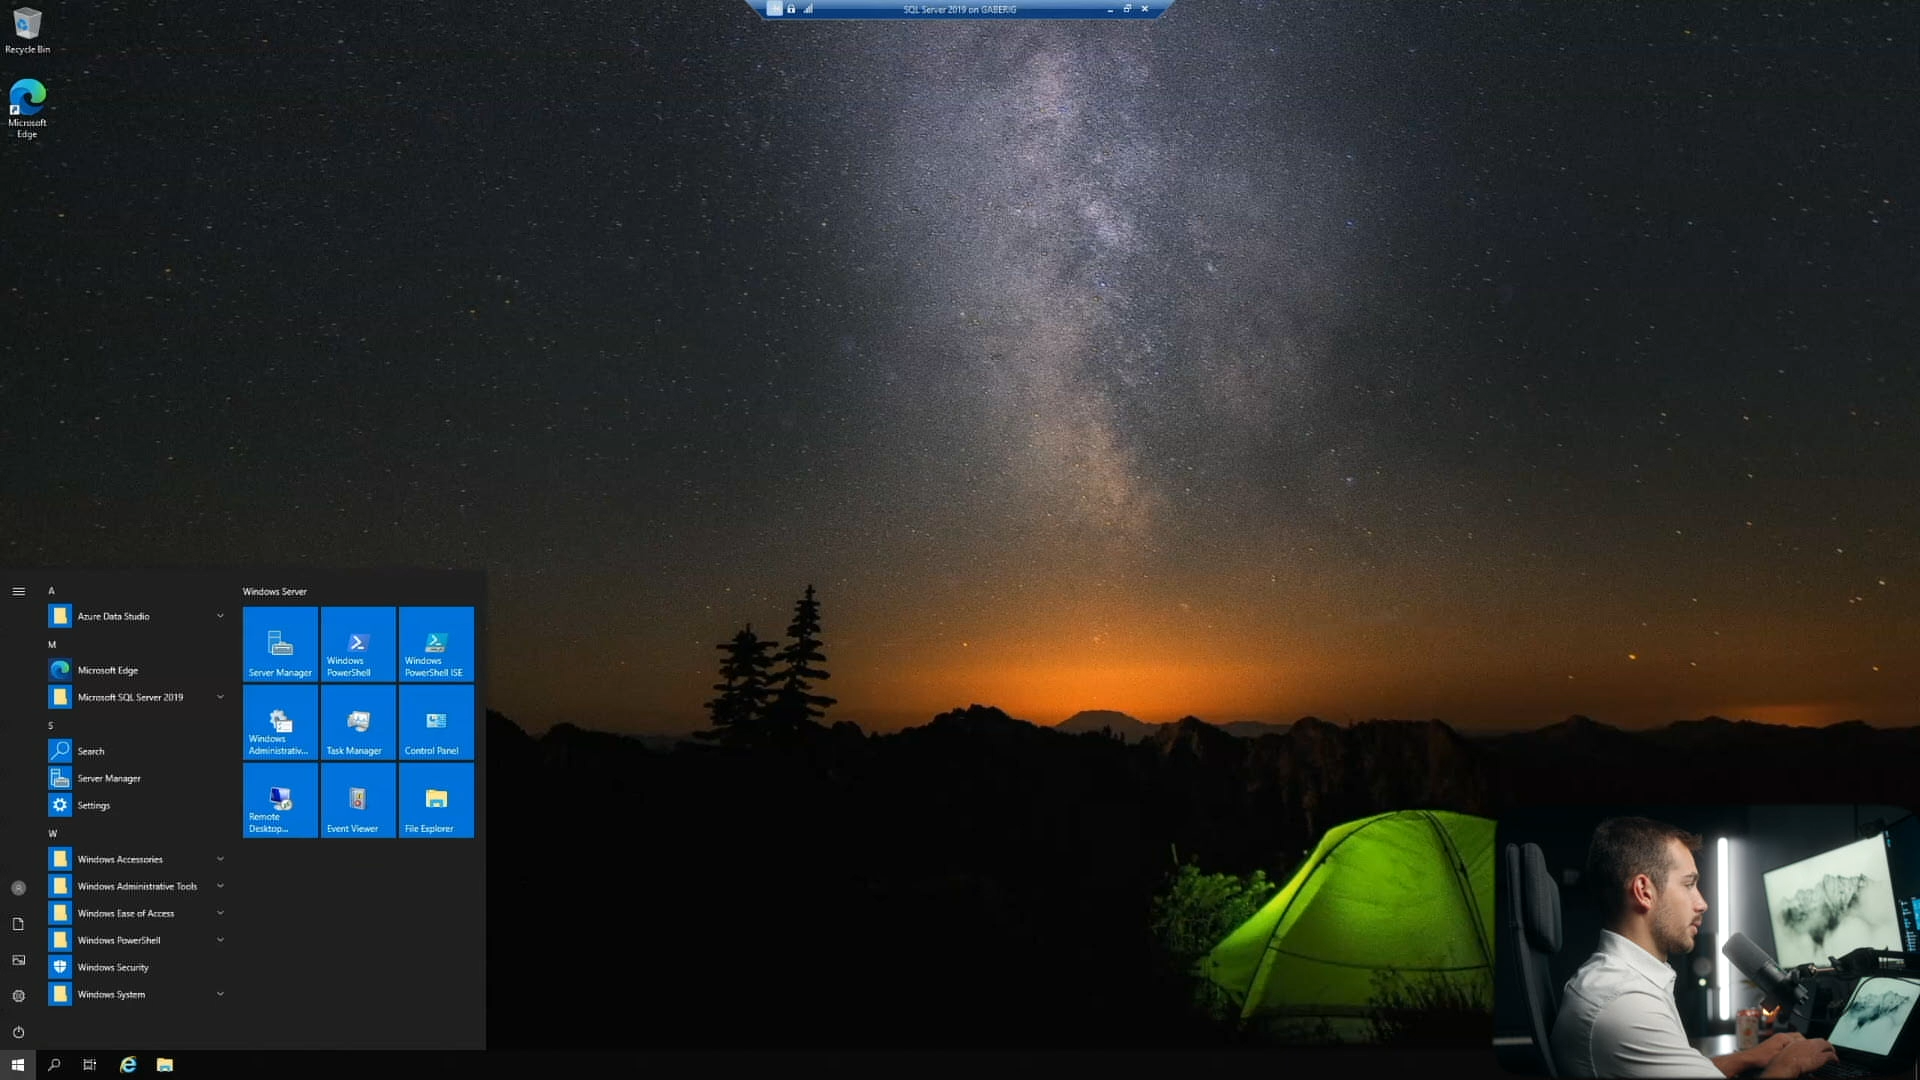 SQL Server 2019 on GABERIG
Recycle Bin
Microsoft
Edge
A
Azure Data Studio
M
Microsoft Edge
Microsoft SQL Server 2019
S
Search
Server Manager
Settings
W
Windows Accessories
Windows Administrative Tools
Windows Ease of Access
Windows PowerShell
Windows Security
Windows System
Windows Server
Server Manager
Windows
PowerShell
Windows
PowerShell ISE
Windows
Administrativ...
Task Manager
Control Panel
Remote
Desktop...
Event Viewer
File Explorer